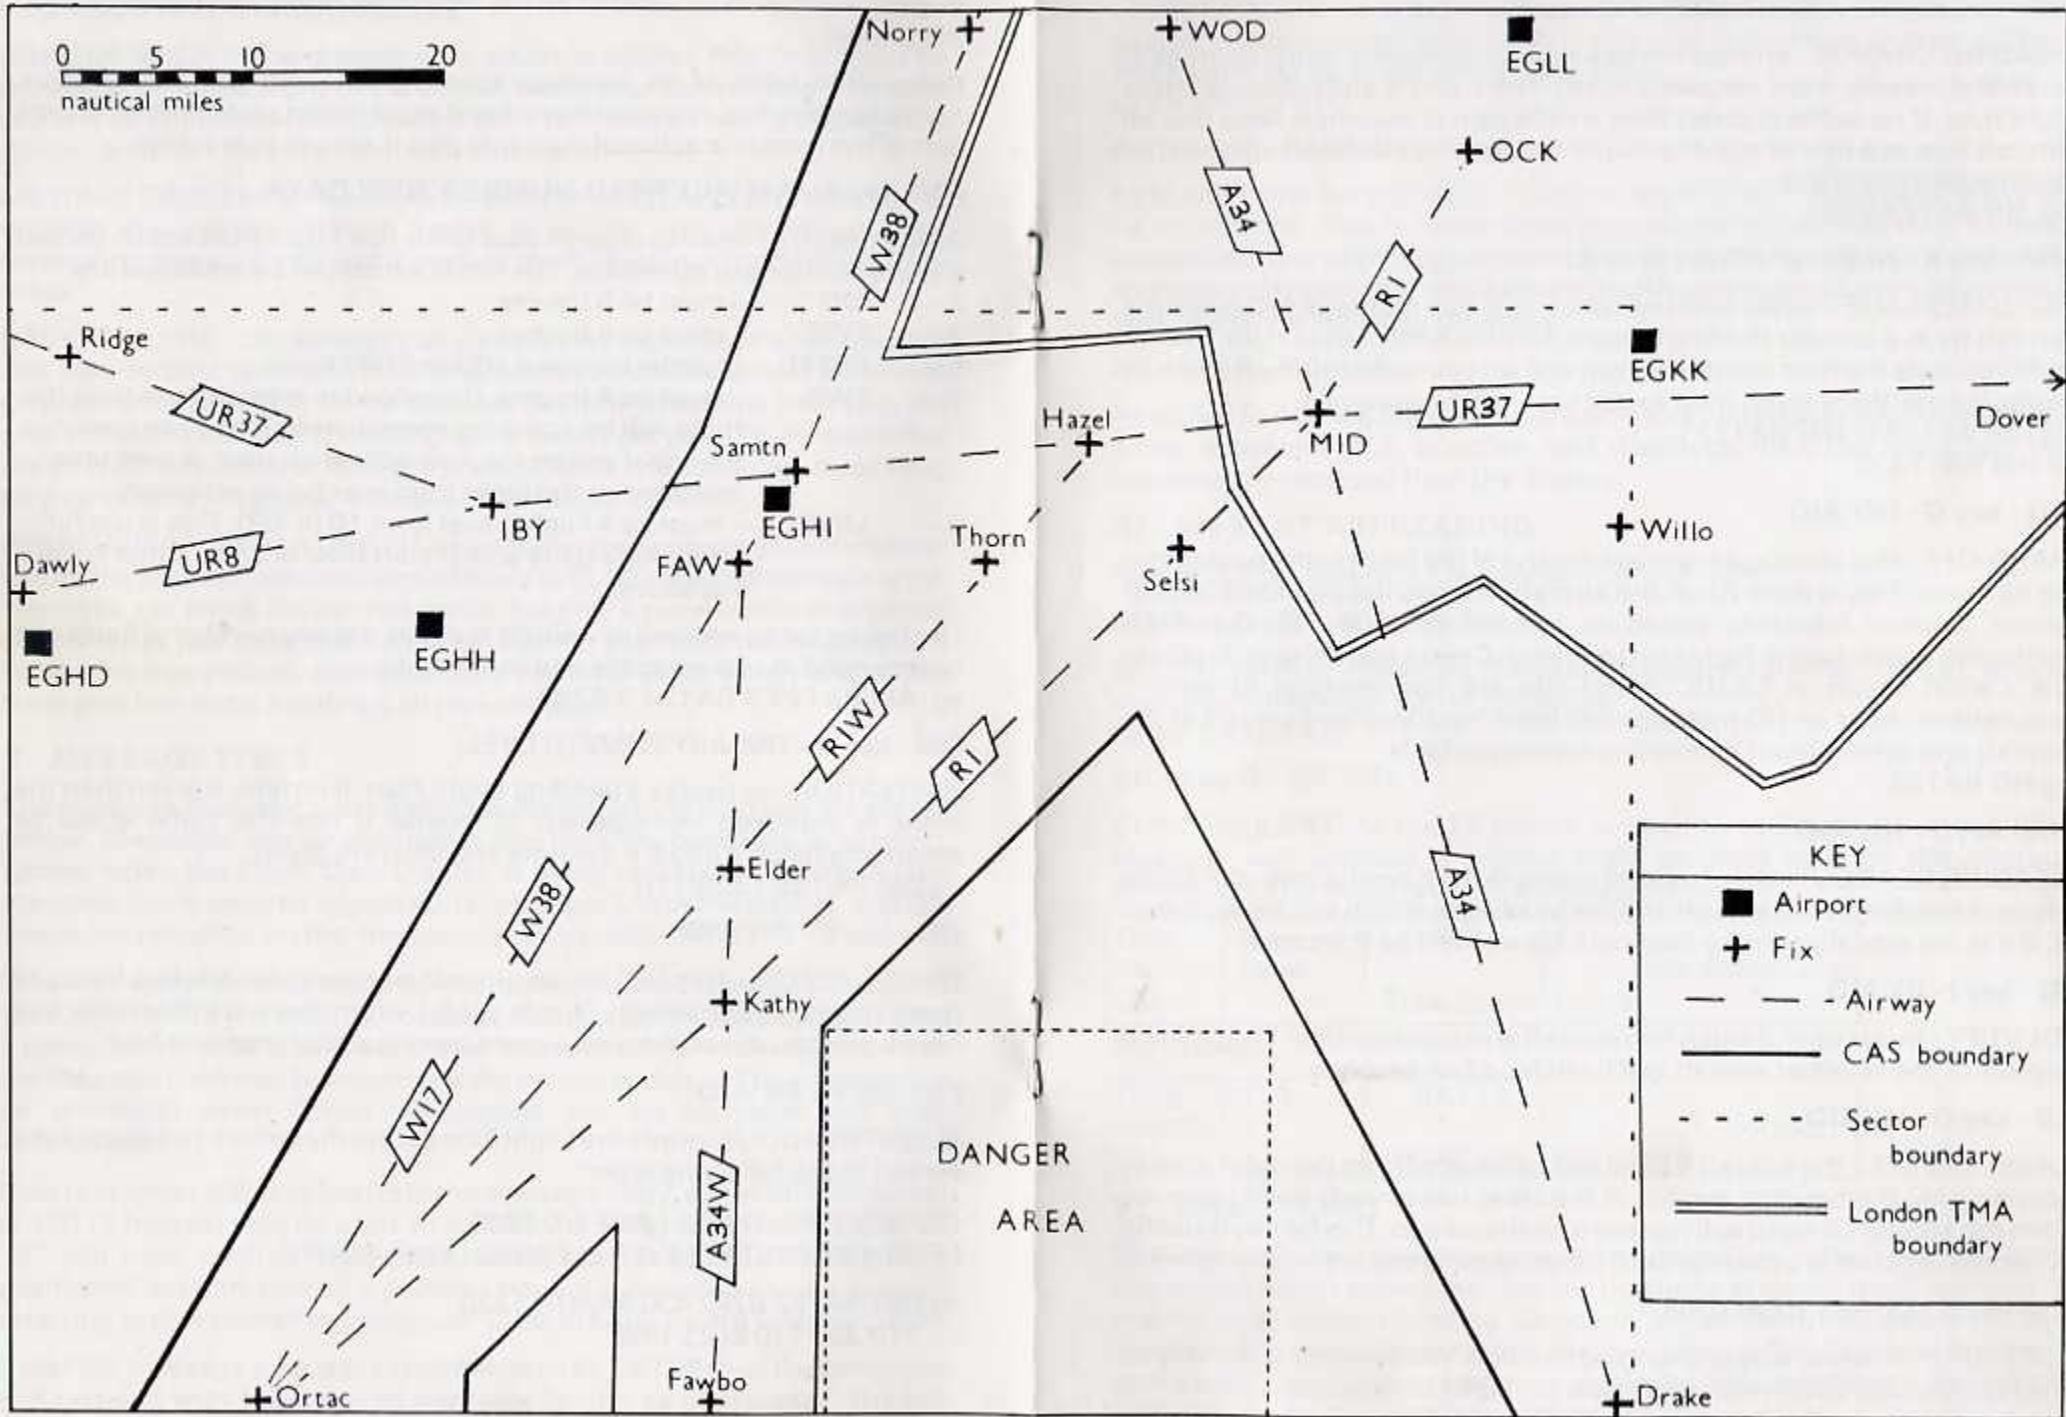 0 5 10 20
nautical miles
Norry
WOD
EGLL
OCK
W38
A34
R1
Ridge
EGKK
UR37
UR37
Dover
Hazel
MID
Samtn
IBY
EGHI
Thorn
Willo
Dawly
UR8
FAW
Selsi
EGHH
EGHD
R1W
R1
KEY
Airport
Fix
Airway
CAS boundary
Sector
boundary
London TMA
boundary
Elder
W38
A34
Kathy
W17
DANGER
AREA
A34W
Ortac
Fawbo
Drake